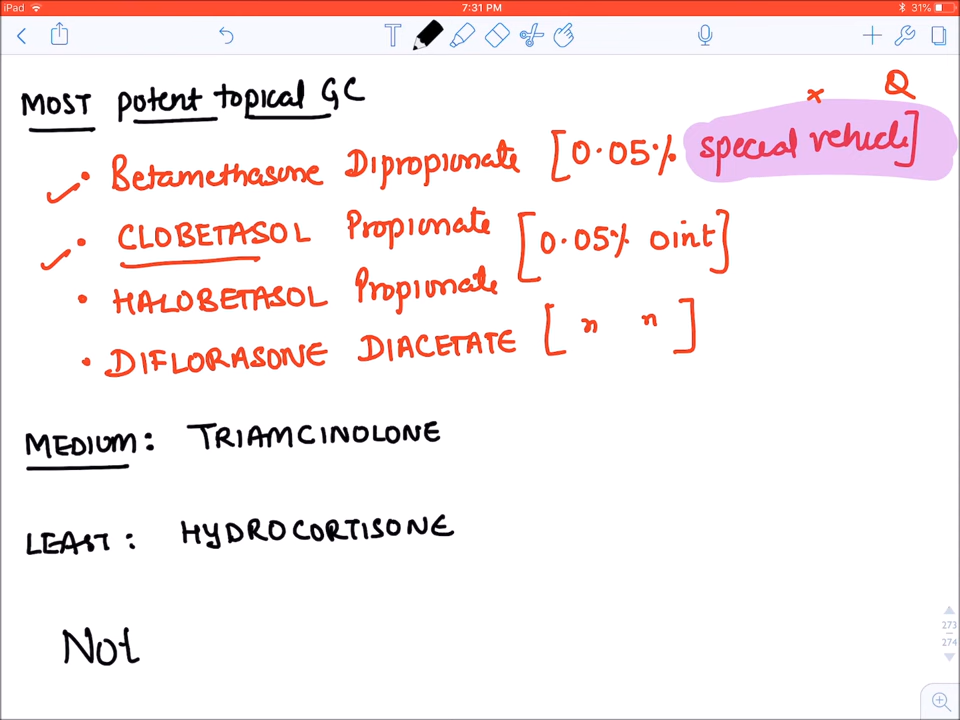 iPad 7:31 PM 31%
T
x Q
MOST potent topical GC
• Betamethasone Dipropionate [0.05% special vehicle]
• CLOBETASOL Propionate [0.05% oint]
• HALOBETASOL Propionate
• DIFLORASONE DIACETATE [ n n ]
MEDIUM: TRIAMCINOLONE
LEAST: HYDROCORTISONE
Not
273
274